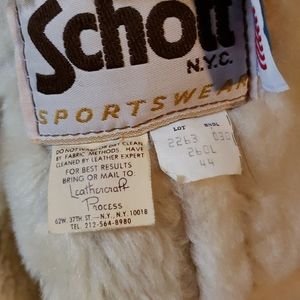 Schott
N.Y.C.
SPORTSWEAR
DO NOT WASH OR DRY CLEAN
BY FABRIC METHODS. HAVE
CLEANED BY LEATHER EXPERT
FOR BEST RESULTS
BRING OR MAIL TO:
Leathercraft
Process
62 W. 37TH ST.—N.Y., N.Y. 10018
TEL. 212-564-8980
LOT BNDL
2263 030
260L
44